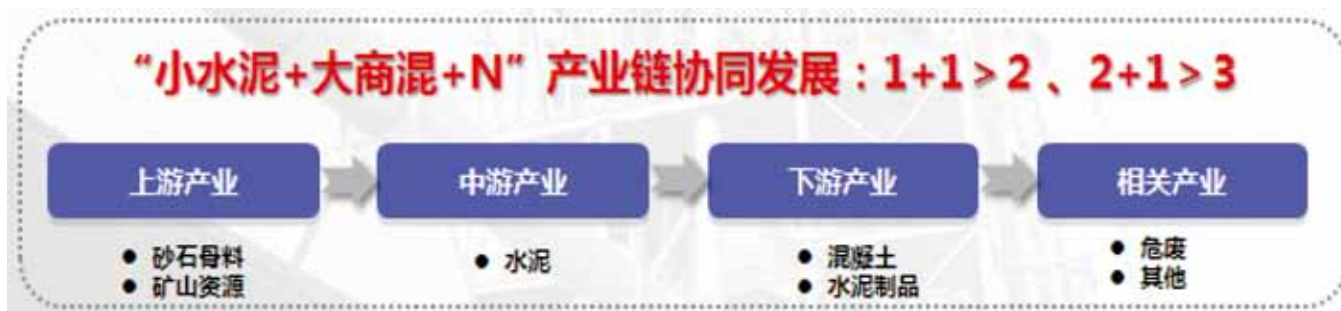 “小水泥+大商混+N”产业链协同发展：1+1＞2、2+1＞3
上游产业
中游产业
下游产业
相关产业
● 砂石骨料
● 矿山资源
● 水泥
● 混凝土
● 水泥制品
● 危废
● 其他